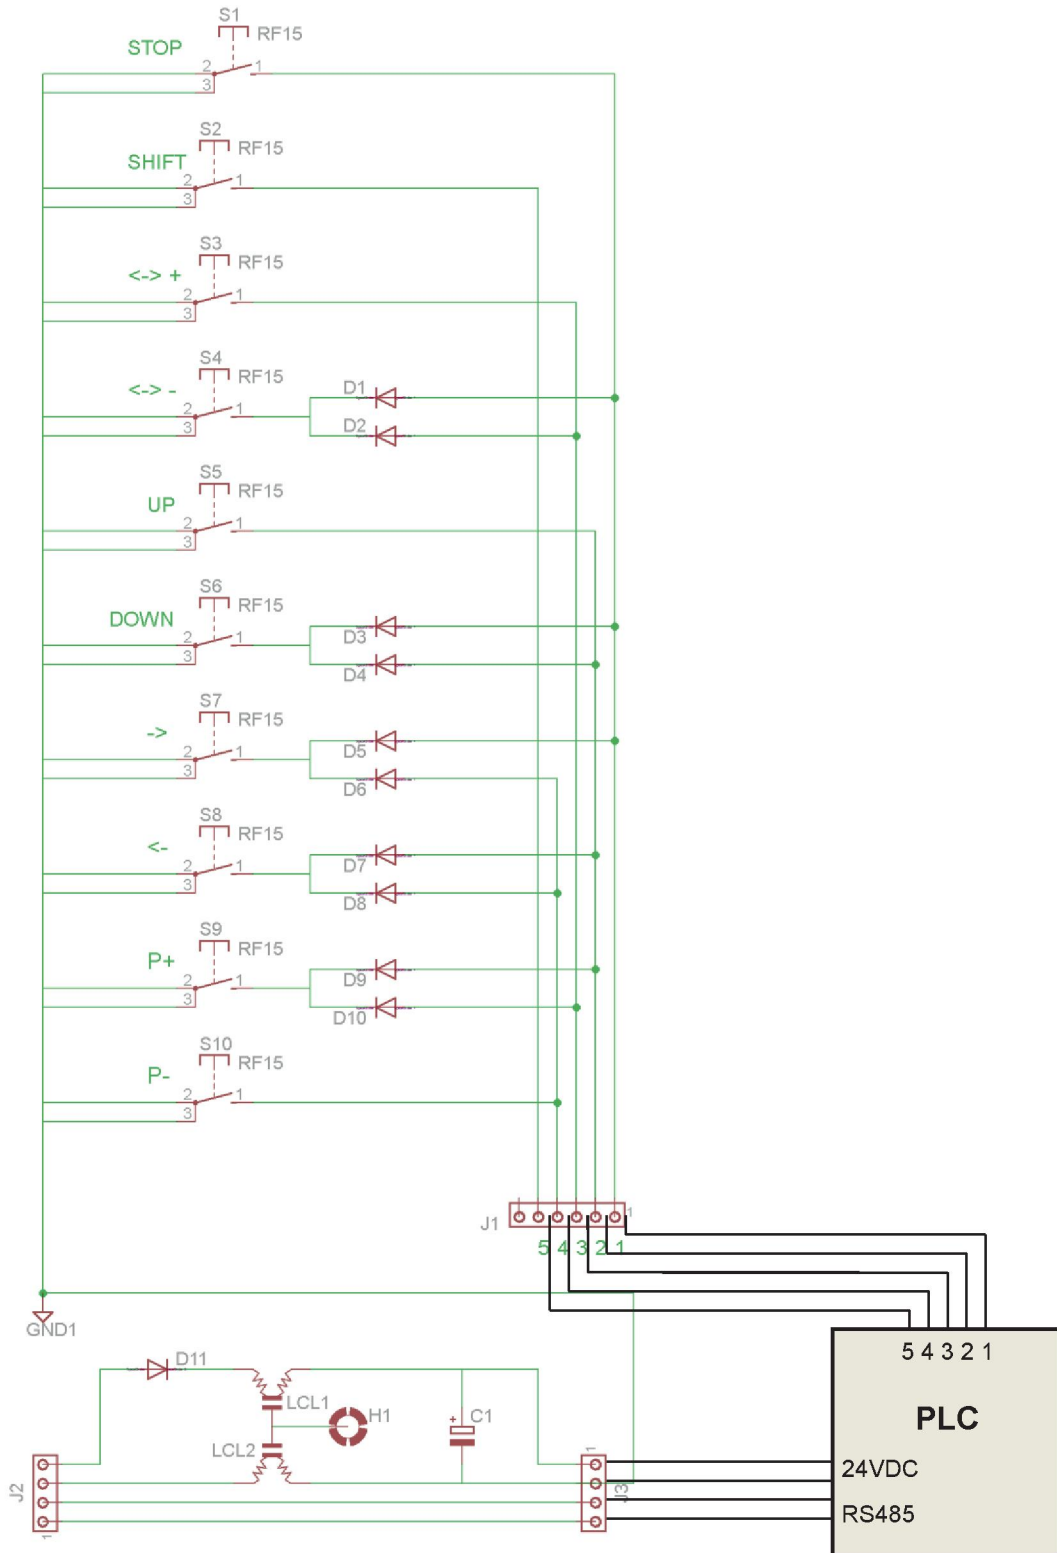 S1
RF15
STOP
2 1
3
S2
RF15
SHIFT
2 1
3
S3
RF15
<-> +
2 1
3
S4
RF15
<-> -
D1
2 1
3
D2
S5
RF15
UP
2 1
3
S6
RF15
DOWN
D3
2 1
3
D4
S7
RF15
->
D5
2 1
3
D6
S8
RF15
<-
D7
2 1
3
D8
S9
RF15
P+
D9
2 1
3
D10
S10
RF15
P-
2 1
3
J1
1
5 4 3 2 1
GND1
5 4 3 2 1
PLC
D11
LCL1
H1
C1
+
LCL2
1
J2
J3
24VDC
RS485
1